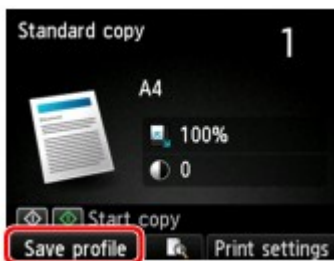 Standard copy
1
A4
100%
0
Start copy
Save profile
Print settings